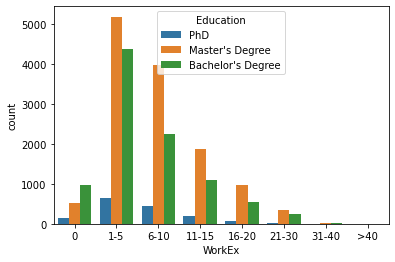 Education
PhD
Master's Degree
Bachelor's Degree
count
5000
4000
3000
2000
1000
0
0 1-5 6-10 11-15 16-20 21-30 31-40 >40
WorkEx